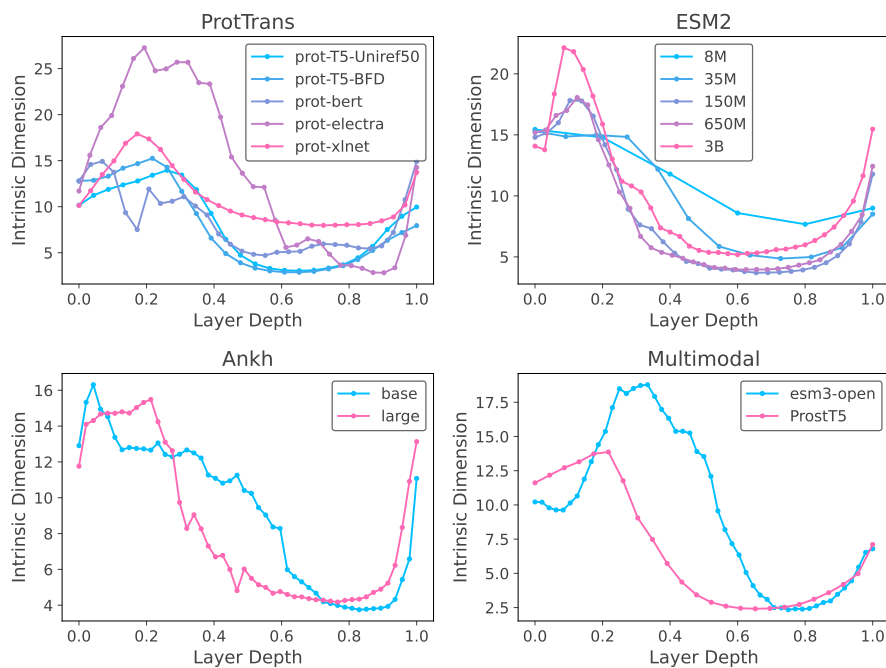 ProtTrans
Intrinsic Dimension
25
20
15
10
5
prot-T5-Uniref50
prot-T5-BFD
prot-bert
prot-electra
prot-xlnet
0.0 0.2 0.4 0.6 0.8 1.0
Layer Depth
ESM2
Intrinsic Dimension
20
15
10
5
8M
35M
150M
650M
3B
0.0 0.2 0.4 0.6 0.8 1.0
Layer Depth
Ankh
Intrinsic Dimension
16
14
12
10
8
6
4
base
large
0.0 0.2 0.4 0.6 0.8 1.0
Layer Depth
Multimodal
Intrinsic Dimension
17.5
15.0
12.5
10.0
7.5
5.0
2.5
esm3-open
ProstT5
0.0 0.2 0.4 0.6 0.8 1.0
Layer Depth